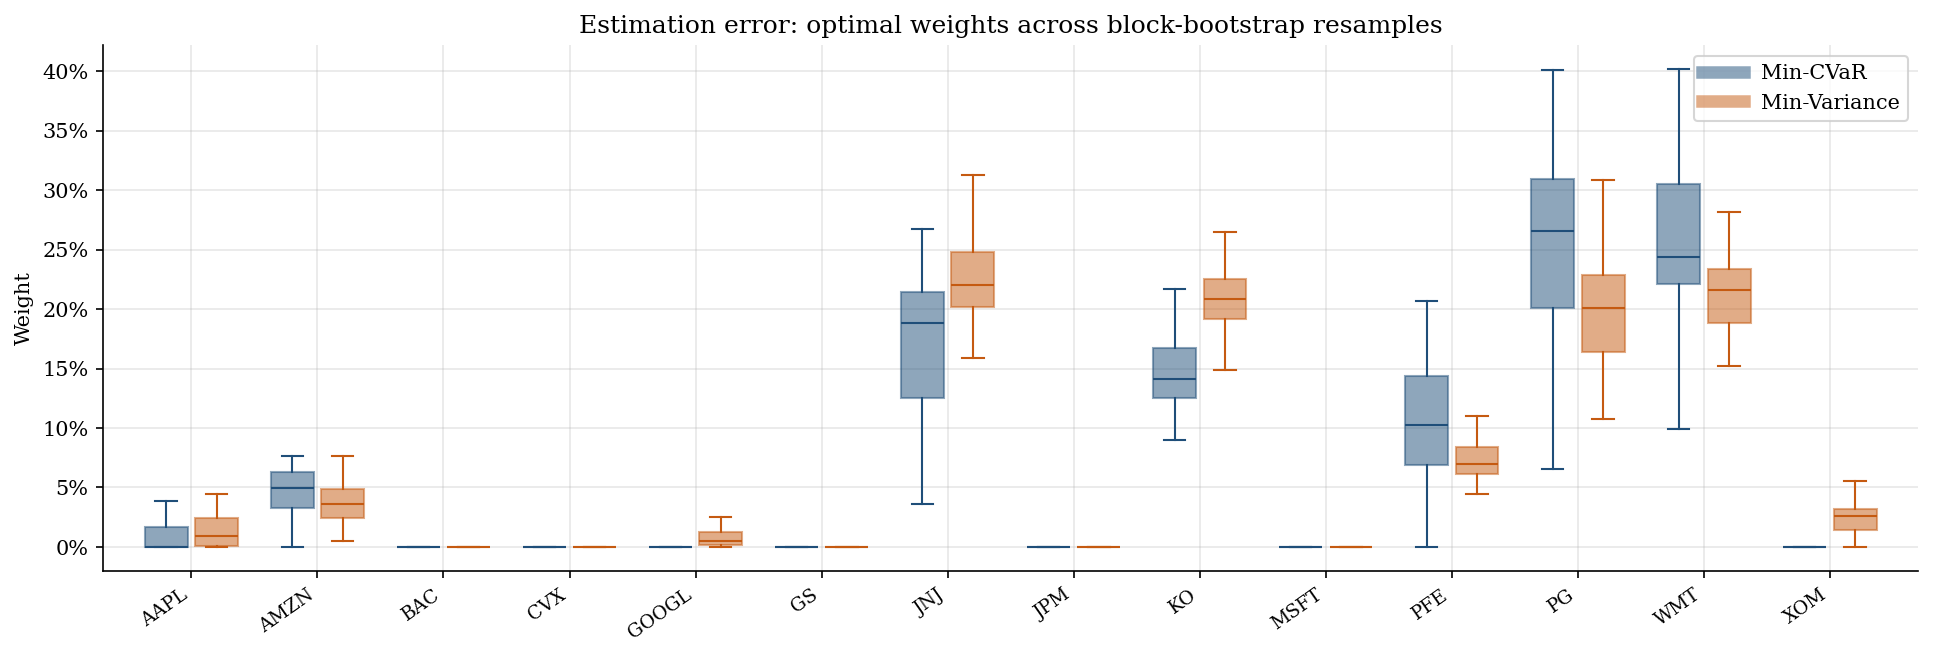 Estimation error: optimal weights across block-bootstrap resamples
Min-CVaR
Min-Variance
Weight
40%
35%
30%
25%
20%
15%
10%
5%
0%
AAPL
AMZN
BAC
CVX
GOOGL
GS
JNJ
JPM
KO
MSFT
PFE
PG
WMT
XOM